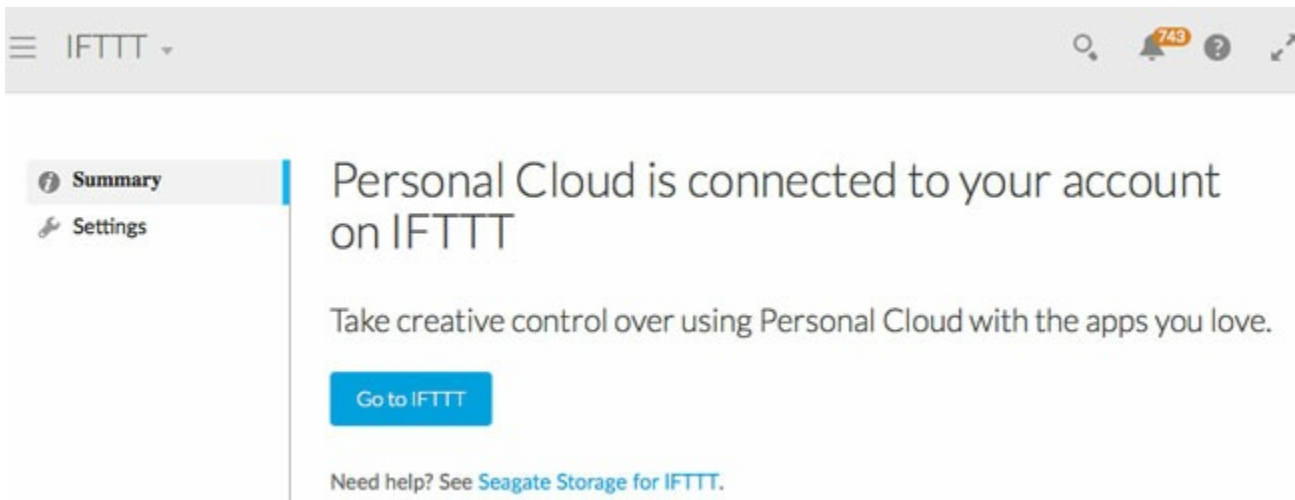 IFTTT
743
?
Summary
Settings
Personal Cloud is connected to your account
on IFTTT
Take creative control over using Personal Cloud with the apps you love.
Go to IFTTT
Need help? See Seagate Storage for IFTTT.